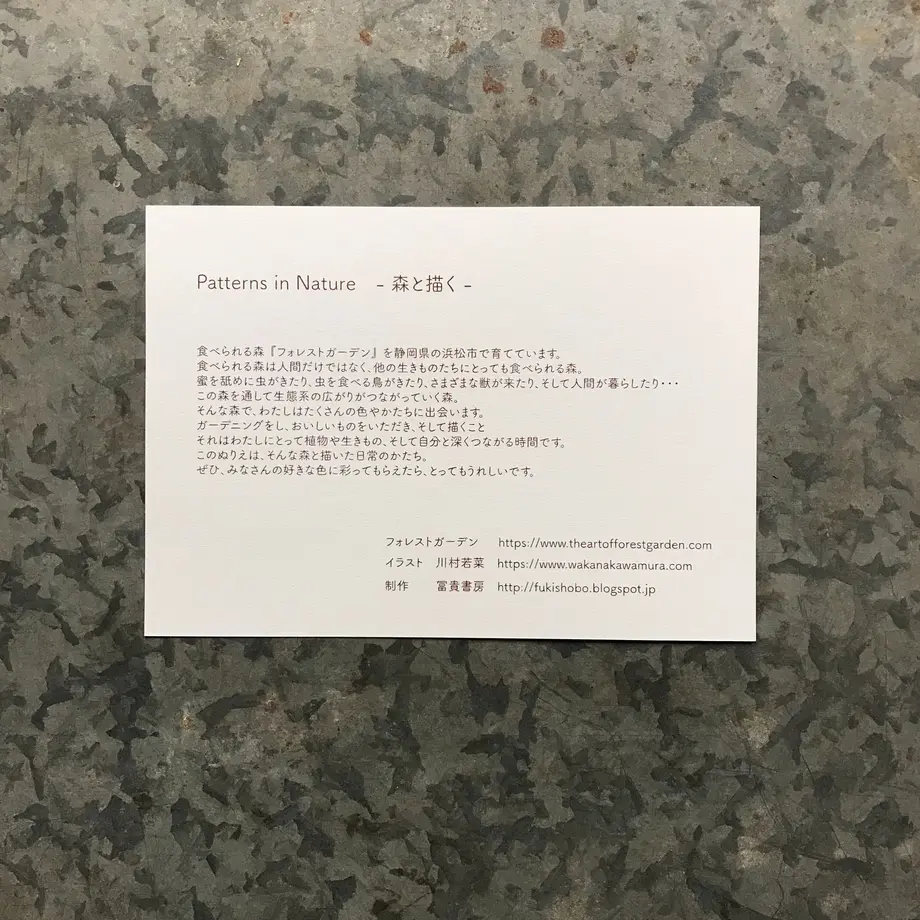 Patterns in Nature - 森と描く -
食べられる森『フォレストガーデン』を静岡県の浜松市で育てています。
食べられる森は人間だけではなく、他の生きものたちにとっても食べられる森。
蜜を舐めに虫がきたり、虫を食べる鳥がきたり、さまざまな獣が来たり、そして人間が暮らしたり・・・
この森を通して生態系の広がりがつながっていく森。
そんな森で、わたしはたくさんの色やかたちに出会います。
ガーデニングをし、おいしいものをいただき、そして描くこと
それはわたしにとって植物や生きもの、そして自分と深くつながる時間です。
このぬりえは、そんな森と描いた日常のかたち。
ぜひ、みなさんの好きな色に彩ってもらえたら、とってもうれしいです。
フォレストガーデン https://www.theartofforestgarden.com
イラスト 川村若菜 https://www.wakanakawamura.com
制作 冨貴書房 http://fukishobo.blogspot.jp